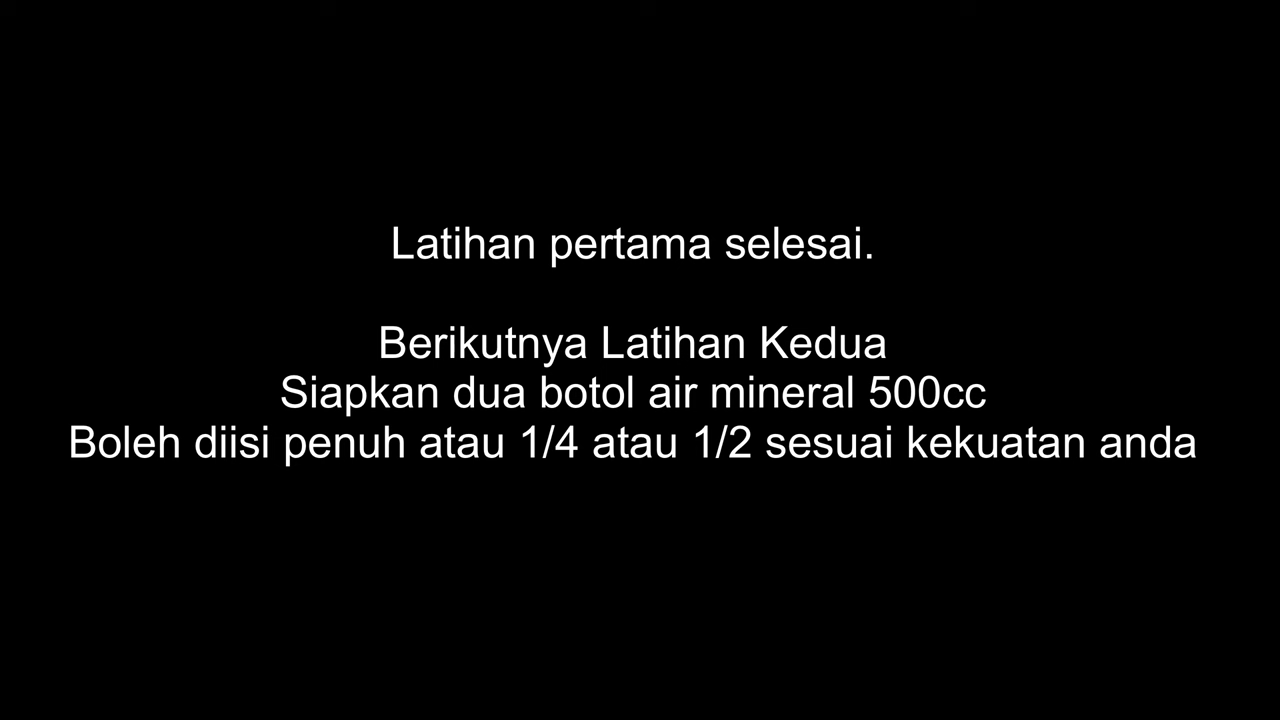 Latihan pertama selesai.
Berikutnya Latihan Kedua
Siapkan dua botol air mineral 500cc
Boleh diisi penuh atau 1/4 atau 1/2 sesuai kekuatan anda